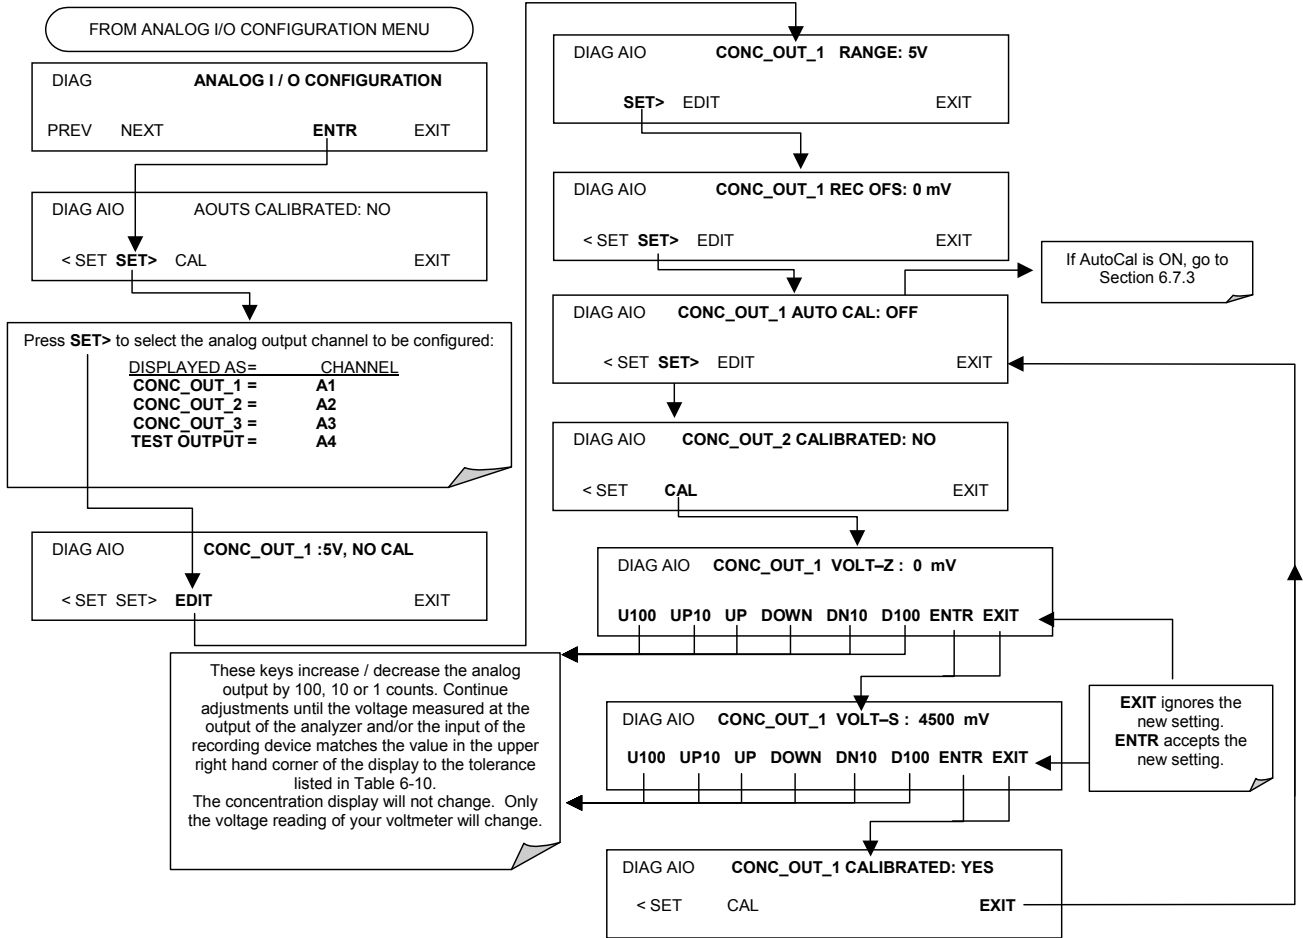 FROM ANALOG I/O CONFIGURATION MENU
DIAG ANALOG I / O CONFIGURATION
PREV NEXT ENTR EXIT
DIAG AIO AOUTS CALIBRATED: NO
< SET SET> CAL EXIT
Press SET> to select the analog output channel to be configured:
DISPLAYED AS= CHANNEL
CONC_OUT_1 = A1
CONC_OUT_2 = A2
CONC_OUT_3 = A3
TEST OUTPUT = A4
DIAG AIO CONC_OUT_1 :5V, NO CAL
< SET SET> EDIT EXIT
These keys increase / decrease the analog
output by 100, 10 or 1 counts. Continue
adjustments until the voltage measured at the
output of the analyzer and/or the input of the
recording device matches the value in the upper
right hand corner of the display to the tolerance
listed in Table 6-10.
The concentration display will not change. Only
the voltage reading of your voltmeter will change.
DIAG AIO CONC_OUT_1 RANGE: 5V
SET> EDIT EXIT
DIAG AIO CONC_OUT_1 REC OFS: 0 mV
< SET SET> EDIT EXIT
If AutoCal is ON, go to
Section 6.7.3
DIAG AIO CONC_OUT_1 AUTO CAL: OFF
< SET SET> EDIT EXIT
DIAG AIO CONC_OUT_2 CALIBRATED: NO
< SET CAL EXIT
DIAG AIO CONC_OUT_1 VOLT–Z : 0 mV
U100 UP10 UP DOWN DN10 D100 ENTR EXIT
EXIT ignores the
new setting.
ENTR accepts the
new setting.
DIAG AIO CONC_OUT_1 VOLT–S : 4500 mV
U100 UP10 UP DOWN DN10 D100 ENTR EXIT
DIAG AIO CONC_OUT_1 CALIBRATED: YES
< SET CAL EXIT